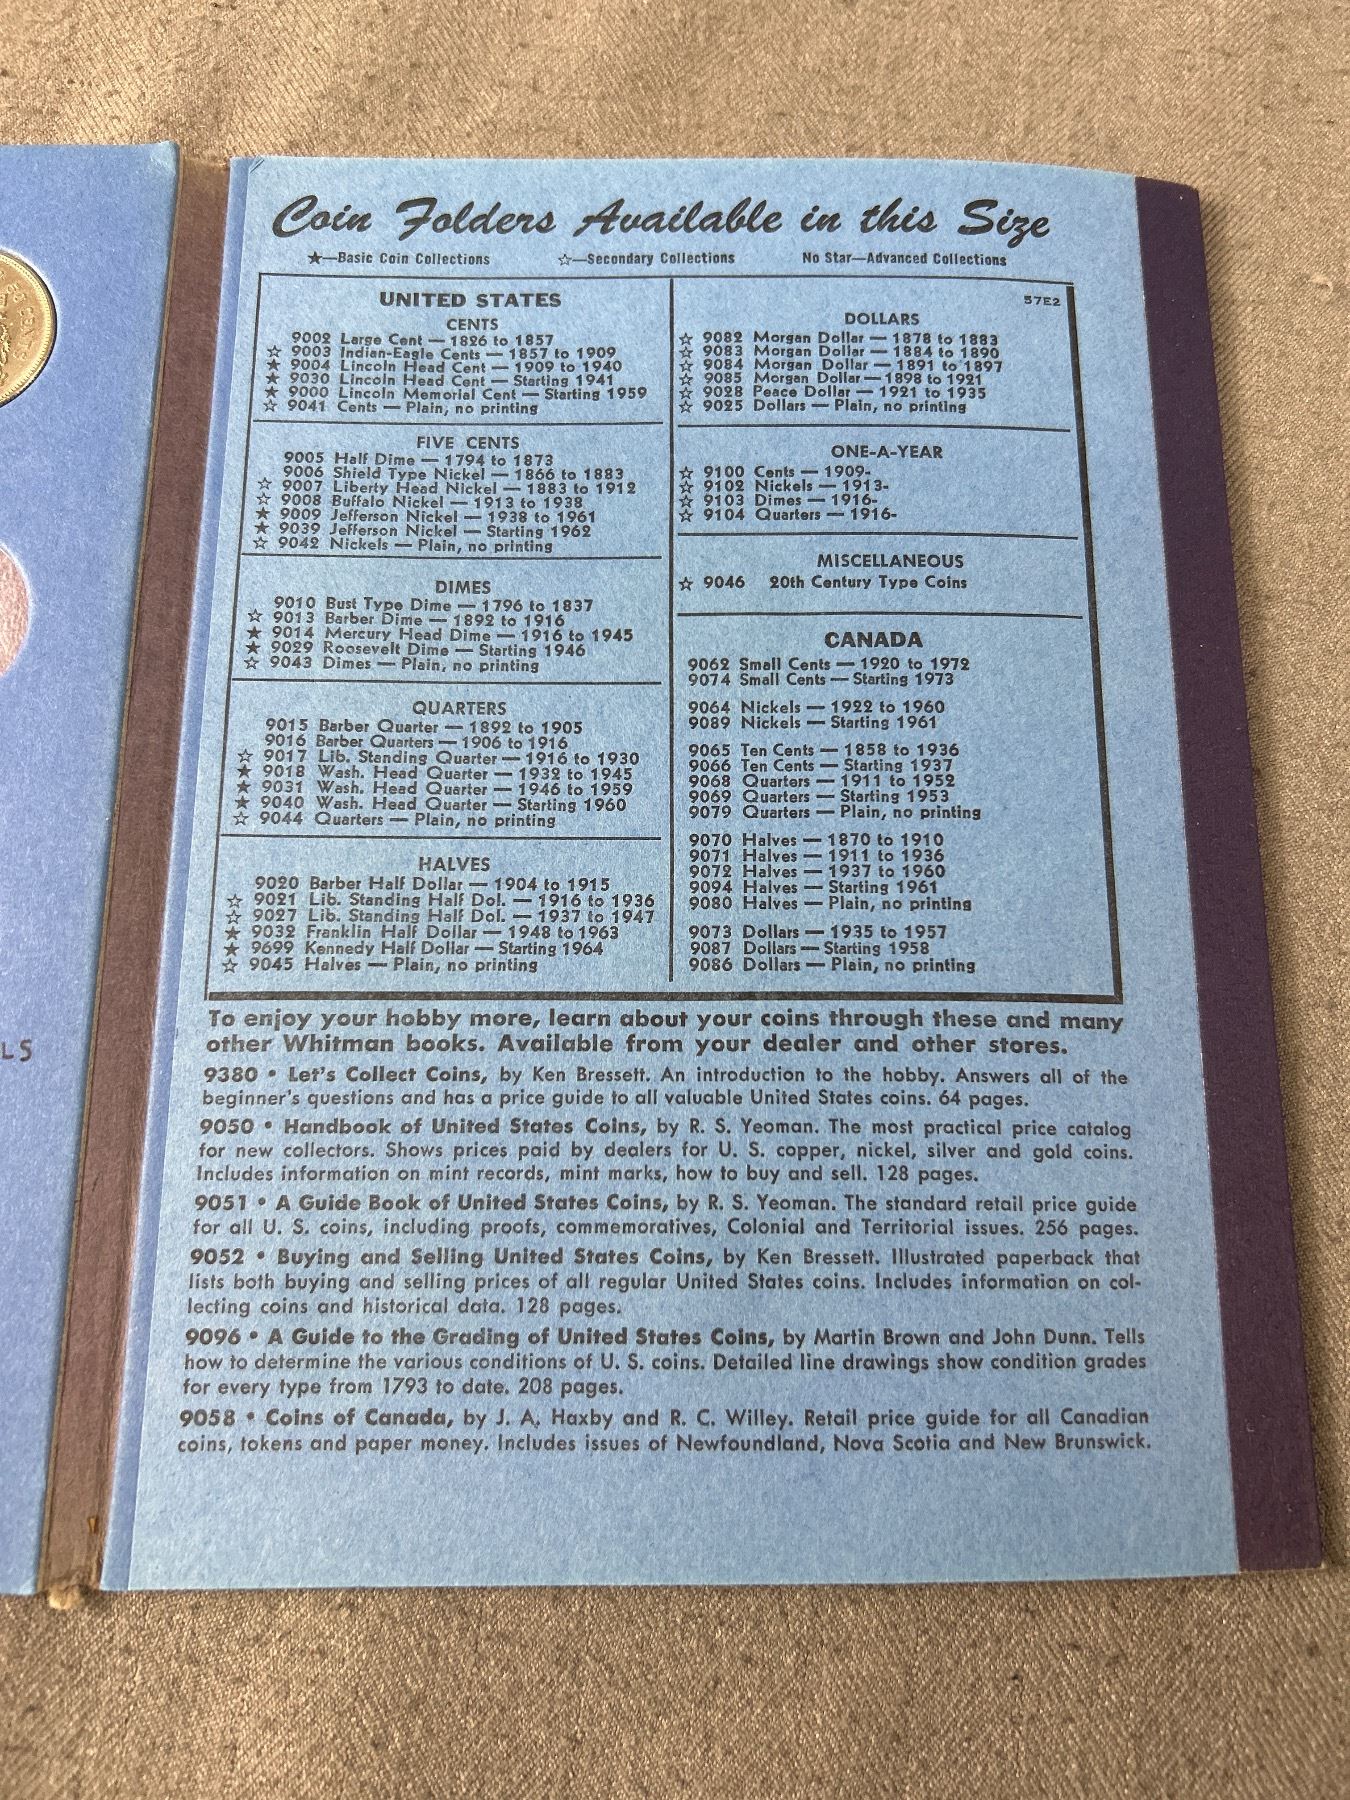 50 CENTS
LS
Coin Folders Available in this Size
★—Basic Coin Collections ☆—Secondary Collections No Star—Advanced Collections
UNITED STATES
CENTS
9002 Large Cent — 1826 to 1857
☆ 9003 Indian-Eagle Cents — 1857 to 1909
★ 9004 Lincoln Head Cent — 1909 to 1940
★ 9030 Lincoln Head Cent — Starting 1941
★ 9000 Lincoln Memorial Cent — Starting 1959
☆ 9041 Cents — Plain, no printing
FIVE CENTS
9005 Half Dime — 1794 to 1873
9006 Shield Type Nickel — 1866 to 1883
☆ 9007 Liberty Head Nickel — 1883 to 1912
☆ 9008 Buffalo Nickel — 1913 to 1938
★ 9009 Jefferson Nickel — 1938 to 1961
★ 9039 Jefferson Nickel — Starting 1962
☆ 9042 Nickels — Plain, no printing
DIMES
9010 Bust Type Dime — 1796 to 1837
☆ 9013 Barber Dime — 1892 to 1916
★ 9014 Mercury Head Dime — 1916 to 1945
★ 9029 Roosevelt Dime — Starting 1946
☆ 9043 Dimes — Plain, no printing
QUARTERS
9015 Barber Quarter — 1892 to 1905
9016 Barber Quarters — 1906 to 1916
☆ 9017 Lib. Standing Quarter — 1916 to 1930
★ 9018 Wash. Head Quarter — 1932 to 1945
★ 9031 Wash. Head Quarter — 1946 to 1959
★ 9040 Wash. Head Quarter — Starting 1960
☆ 9044 Quarters — Plain, no printing
HALVES
9020 Barber Half Dollar — 1904 to 1915
☆ 9021 Lib. Standing Half Dol. — 1916 to 1936
☆ 9027 Lib. Standing Half Dol. — 1937 to 1947
★ 9032 Franklin Half Dollar — 1948 to 1963
★ 9699 Kennedy Half Dollar — Starting 1964
☆ 9045 Halves — Plain, no printing
57E2
DOLLARS
☆ 9082 Morgan Dollar — 1878 to 1883
☆ 9083 Morgan Dollar — 1884 to 1890
☆ 9084 Morgan Dollar — 1891 to 1897
☆ 9085 Morgan Dollar — 1898 to 1921
☆ 9028 Peace Dollar — 1921 to 1935
☆ 9025 Dollars — Plain, no printing
ONE-A-YEAR
☆ 9100 Cents — 1909-
☆ 9102 Nickels — 1913-
☆ 9103 Dimes — 1916-
☆ 9104 Quarters — 1916-
MISCELLANEOUS
☆ 9046 20th Century Type Coins
CANADA
9062 Small Cents — 1920 to 1972
9074 Small Cents — Starting 1973
9064 Nickels — 1922 to 1960
9089 Nickels — Starting 1961
9065 Ten Cents — 1858 to 1936
9066 Ten Cents — Starting 1937
9068 Quarters — 1911 to 1952
9069 Quarters — Starting 1953
9079 Quarters — Plain, no printing
9070 Halves — 1870 to 1910
9071 Halves — 1911 to 1936
9072 Halves — 1937 to 1960
9094 Halves — Starting 1961
9080 Halves — Plain, no printing
9073 Dollars — 1935 to 1957
9087 Dollars — Starting 1958
9086 Dollars — Plain, no printing
To enjoy your hobby more, learn about your coins through these and many
other Whitman books. Available from your dealer and other stores.
9380 • Let's Collect Coins, by Ken Bressett. An introduction to the hobby. Answers all of the
beginner's questions and has a price guide to all valuable United States coins. 64 pages.
9050 • Handbook of United States Coins, by R. S. Yeoman. The most practical price catalog
for new collectors. Shows prices paid by dealers for U. S. copper, nickel, silver and gold coins.
Includes information on mint records, mint marks, how to buy and sell. 128 pages.
9051 • A Guide Book of United States Coins, by R. S. Yeoman. The standard retail price guide
for all U. S. coins, including proofs, commemoratives, Colonial and Territorial issues. 256 pages.
9052 • Buying and Selling United States Coins, by Ken Bressett. Illustrated paperback that
lists both buying and selling prices of all regular United States coins. Includes information on col-
lecting coins and historical data. 128 pages.
9096 • A Guide to the Grading of United States Coins, by Martin Brown and John Dunn. Tells
how to determine the various conditions of U. S. coins. Detailed line drawings show condition grades
for every type from 1793 to date. 208 pages.
9058 • Coins of Canada, by J. A. Haxby and R. C. Willey. Retail price guide for all Canadian
coins, tokens and paper money. Includes issues of Newfoundland, Nova Scotia and New Brunswick.